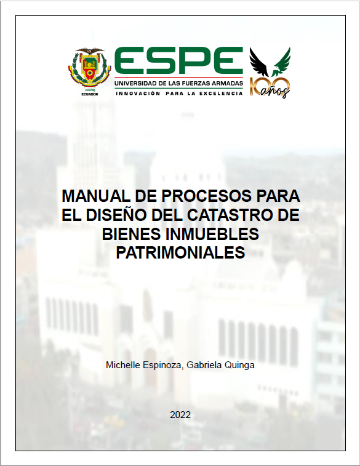 ESPE
UNIVERSIDAD DE LAS FUERZAS ARMADAS
INNOVACIÓN PARA LA EXCELENCIA
100 años
ECUADOR
MANUAL DE PROCESOS PARA
EL DISEÑO DEL CATASTRO DE
BIENES INMUEBLES
PATRIMONIALES
Michelle Espinoza, Gabriela Quinga
2022